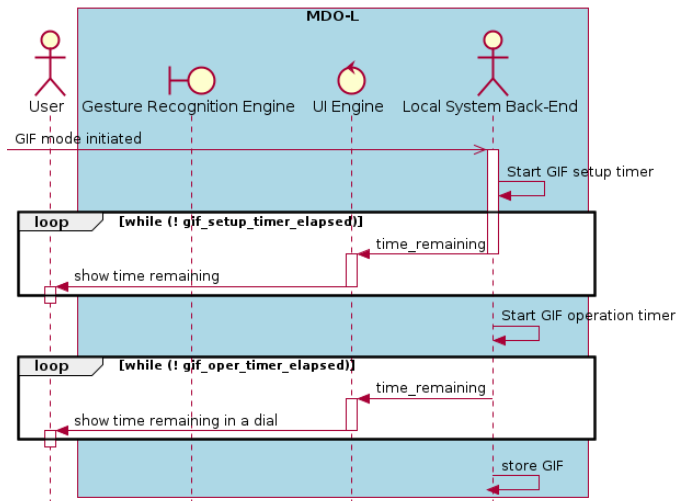 MDO-L
User
Gesture Recognition Engine
UI Engine
Local System Back-End
GIF mode initiated
Start GIF setup timer
loop [while (! gif_setup_timer_elapsed)]
time_remaining
show time remaining
Start GIF operation timer
loop [while (! gif_oper_timer_elapsed)]
time_remaining
show time remaining in a dial
store GIF